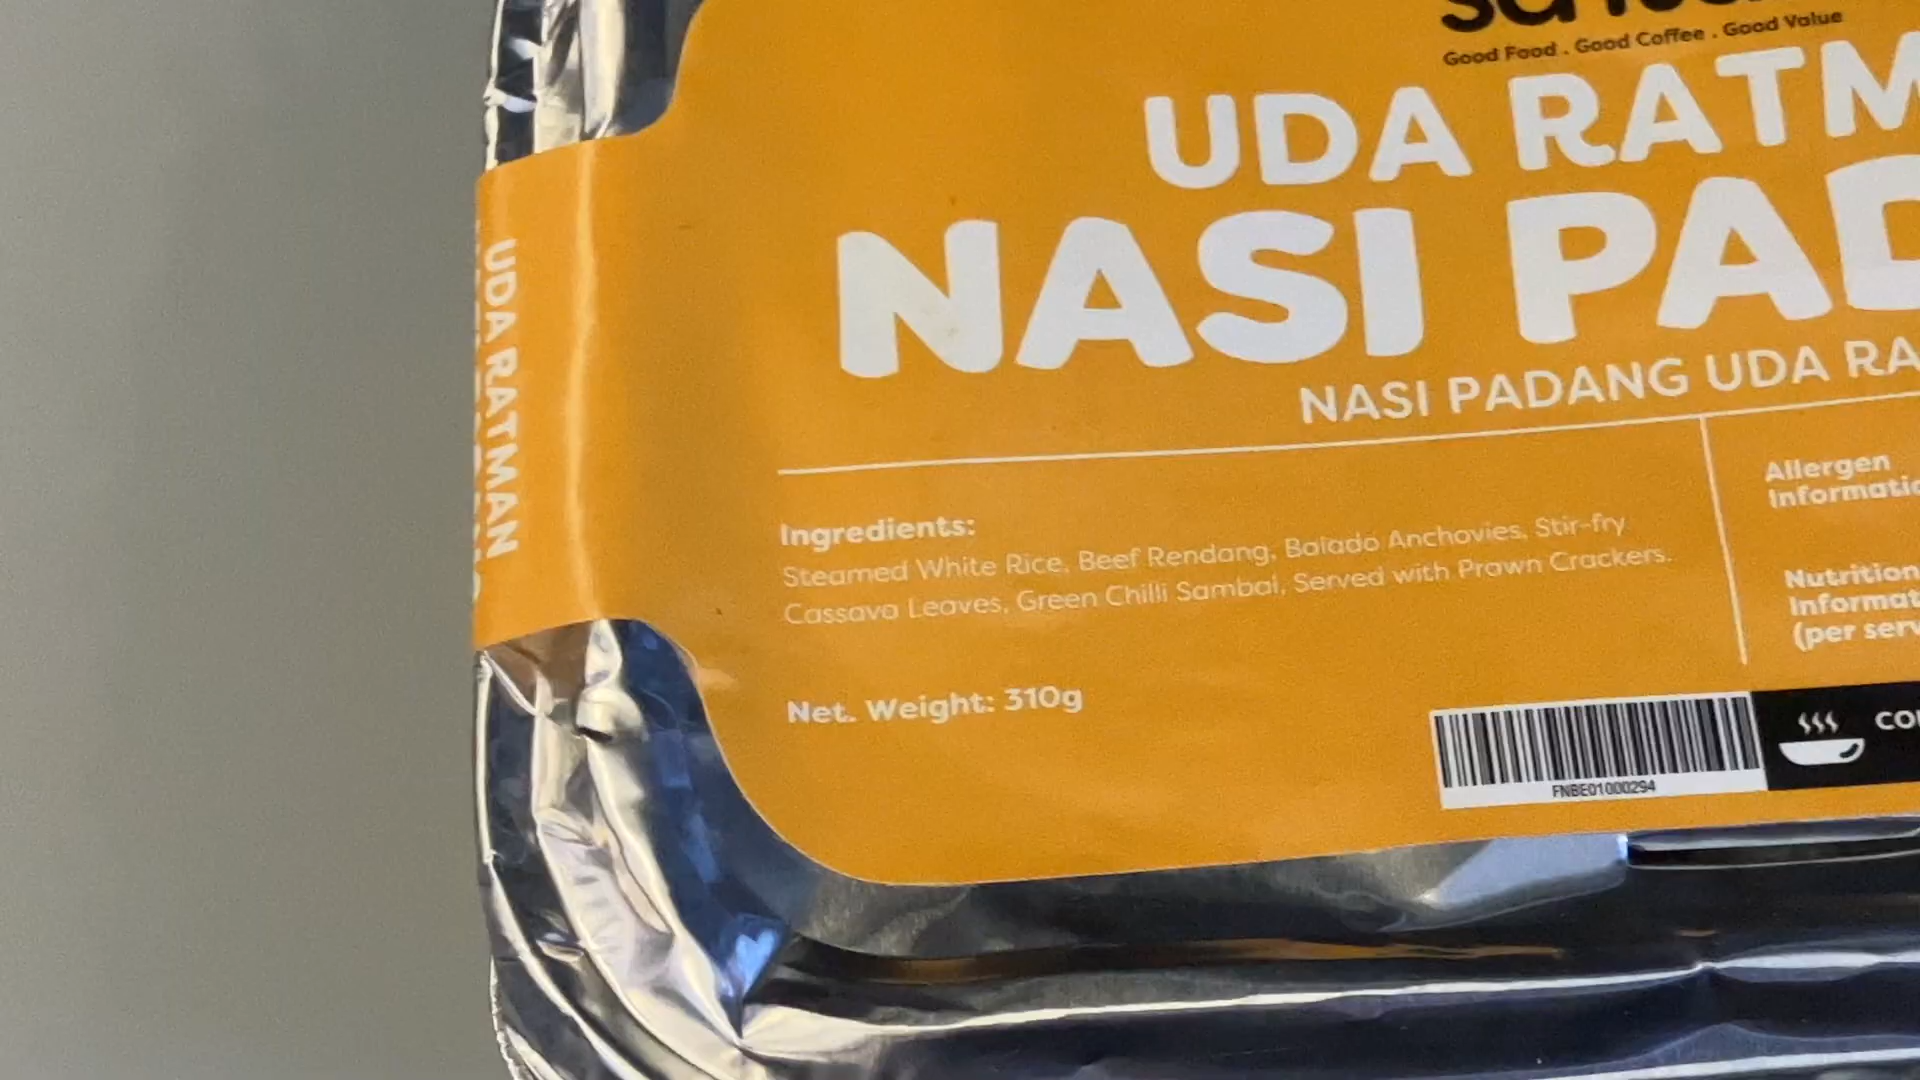 Good Food . Good Coffee . Good Value
UDA RATM
NASI PAD
NASI PADANG UDA RA
UDA RATMAN
Ingredients:
Steamed White Rice, Beef Rendang, Balado Anchovies, Stir-fry
Cassava Leaves, Green Chilli Sambal, Served with Prawn Crackers.
Net. Weight: 310g
Allergen
Informatio
Nutrition
Informat
(per serv
FNBE01000294
CO